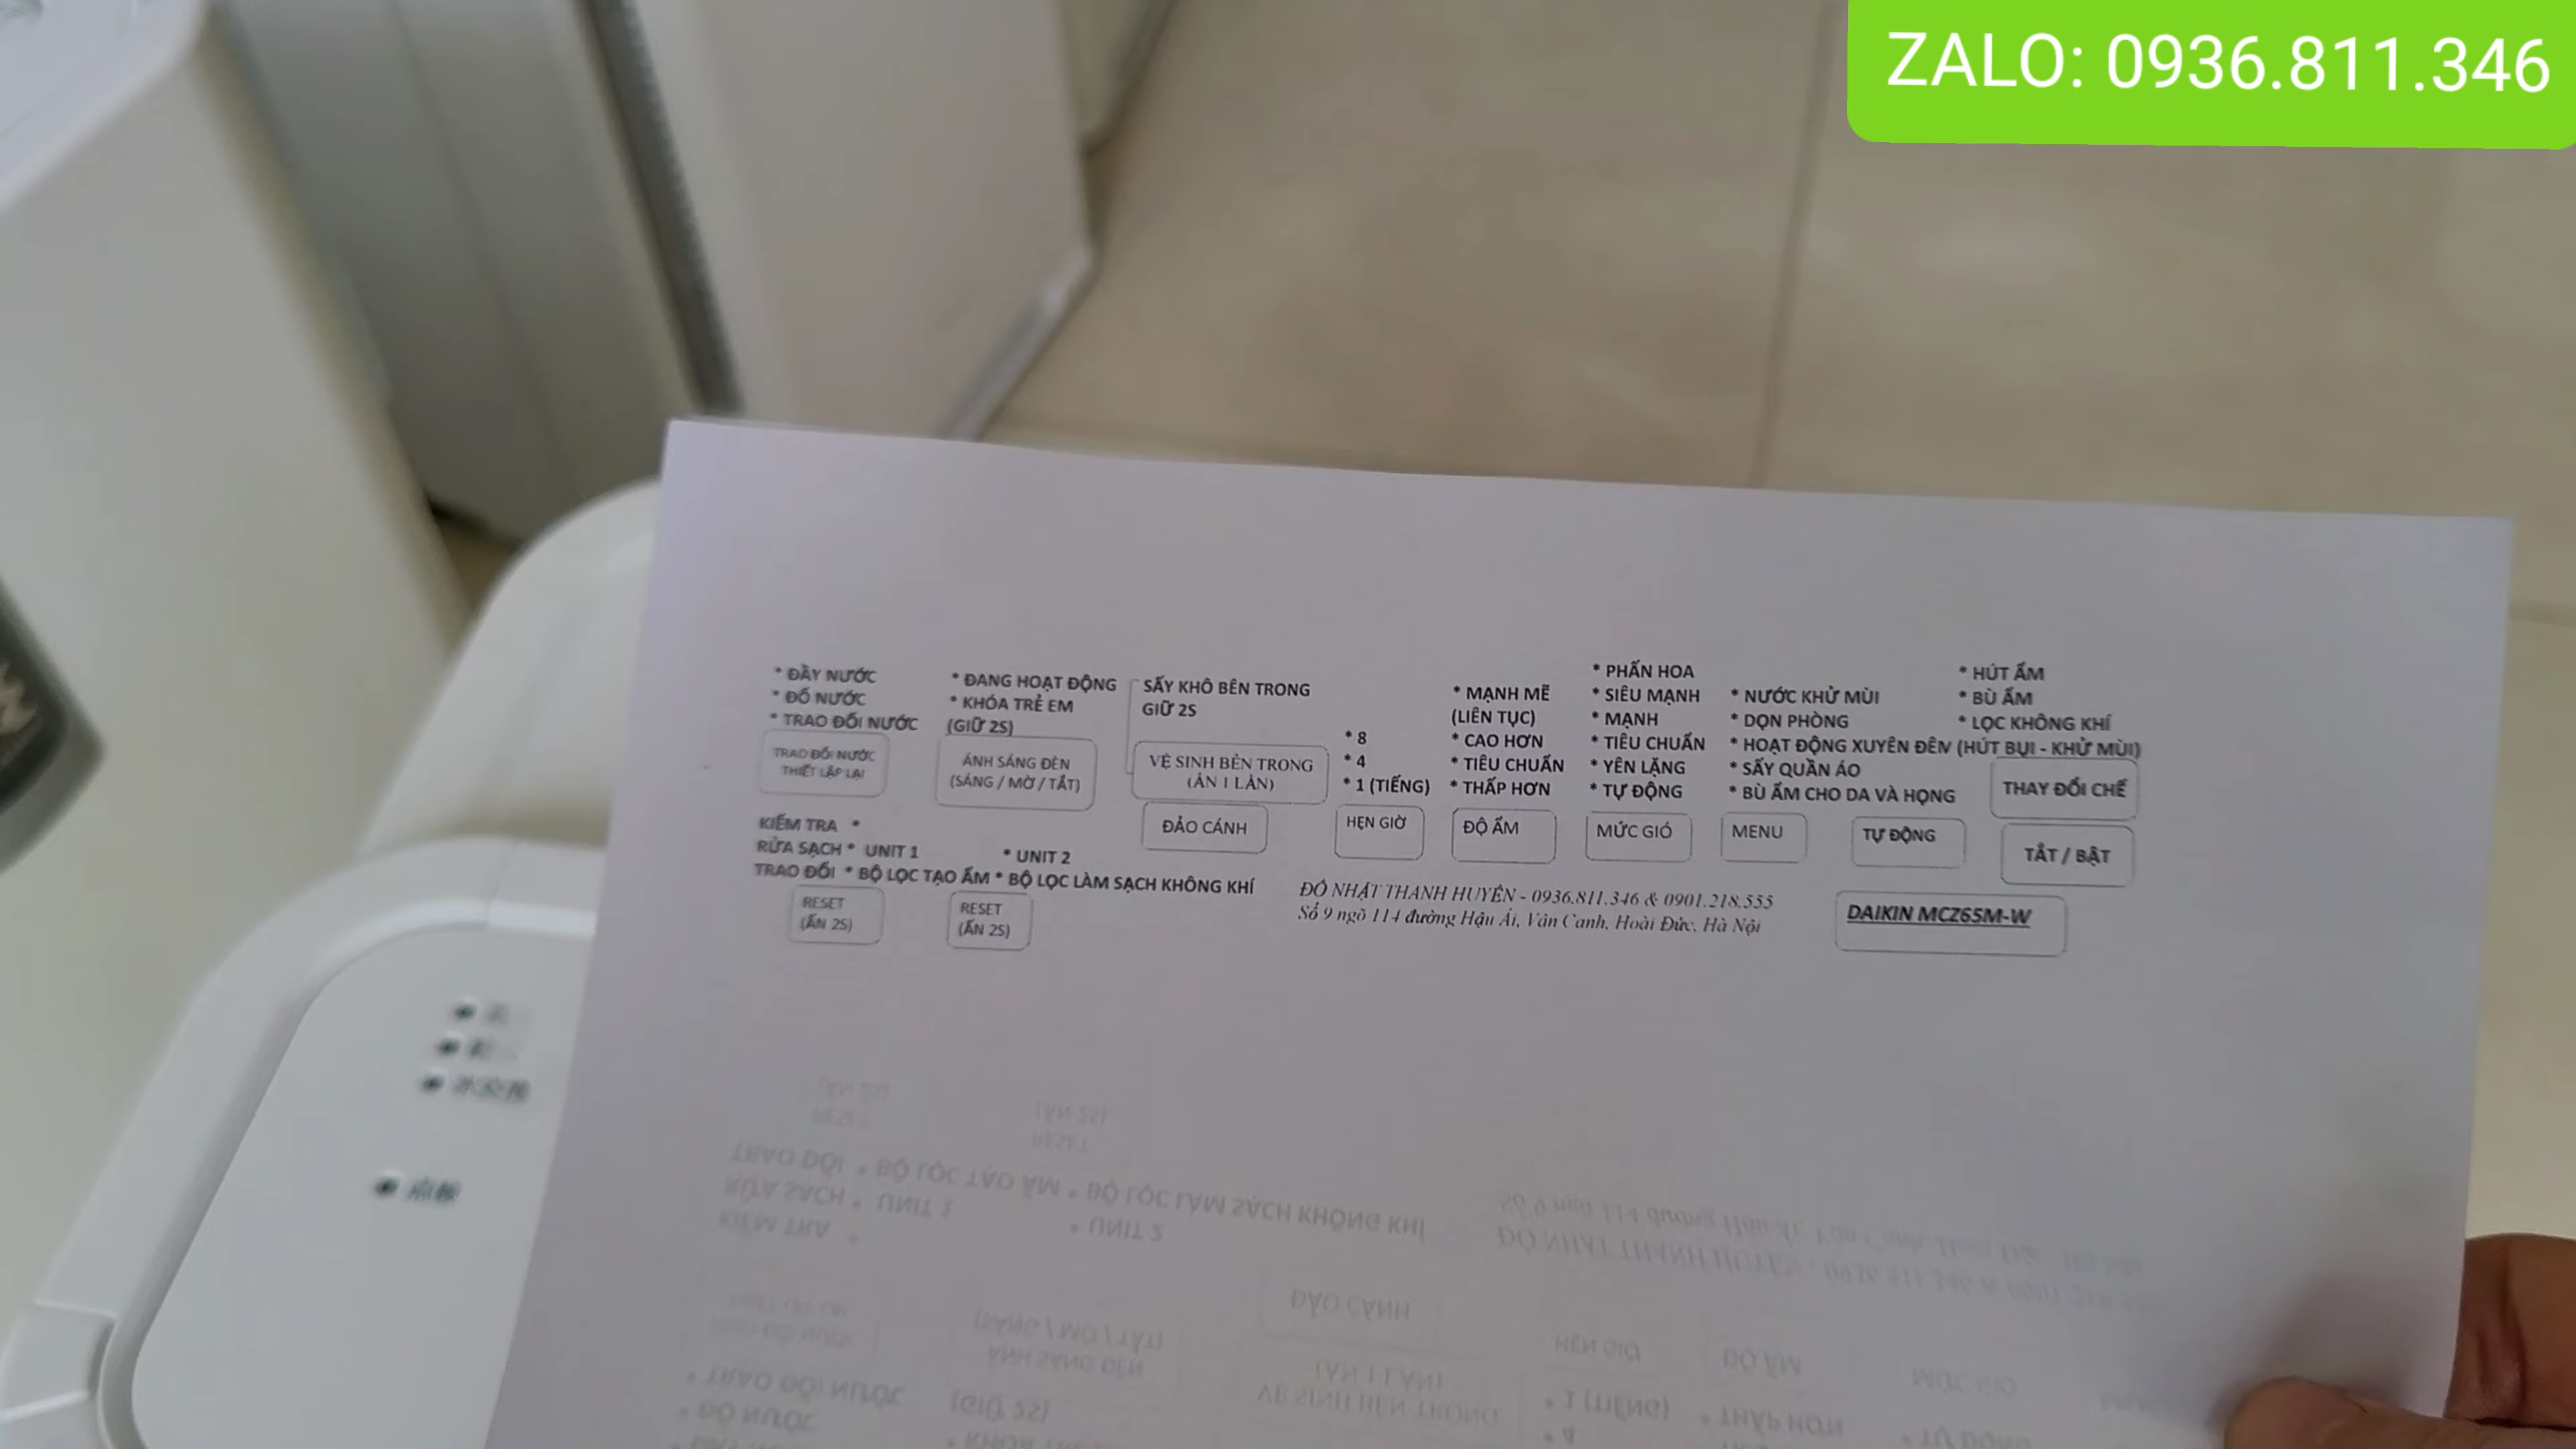 ZALO: 0936.811.346
* ĐẦY NƯỚC
* ĐỔ NƯỚC
* TRAO ĐỔI NƯỚC
TRAO ĐỔI NƯỚC
THIẾT LẬP LẠI
* ĐANG HOẠT ĐỘNG
* KHÓA TRẺ EM
(GIỮ 2S)
ÁNH SÁNG ĐÈN
(SÁNG / MỜ / TẮT)
SẤY KHÔ BÊN TRONG
GIỮ 2S
VỆ SINH BÊN TRONG
(ẤN 1 LẦN)
ĐẢO CÁNH
* 8
* 4
* 1 (TIẾNG)
HẸN GIỜ
* MẠNH MẼ
(LIÊN TỤC)
* CAO HƠN
* TIÊU CHUẨN
* THẤP HƠN
ĐỘ ẨM
* PHẤN HOA
* SIÊU MẠNH
* MẠNH
* TIÊU CHUẨN
* YÊN LẶNG
* TỰ ĐỘNG
MỨC GIÓ
* NƯỚC KHỬ MÙI
* DỌN PHÒNG
* HOẠT ĐỘNG XUYÊN ĐÊM
* SẤY QUẦN ÁO
* BÙ ẨM CHO DA VÀ HỌNG
MENU
TỰ ĐỘNG
* HÚT ẨM
* BÙ ẨM
* LỌC KHÔNG KHÍ
(HÚT BỤI - KHỬ MÙI)
THAY ĐỔI CHẾ
TẮT / BẬT
KIỂM TRA *
RỬA SẠCH * UNIT 1 * UNIT 2
TRAO ĐỔI * BỘ LỌC TẠO ẨM * BỘ LỌC LÀM SẠCH KHÔNG KHÍ
RESET
(ẤN 2S)
RESET
(ẤN 2S)
ĐỒ NHẬT THANH HUYỀN - 0936.811.346 & 0901.218.555
Số 9 ngõ 114 đường Hậu Ái, Vân Canh, Hoài Đức, Hà Nội
DAIKIN MCZ65M-W